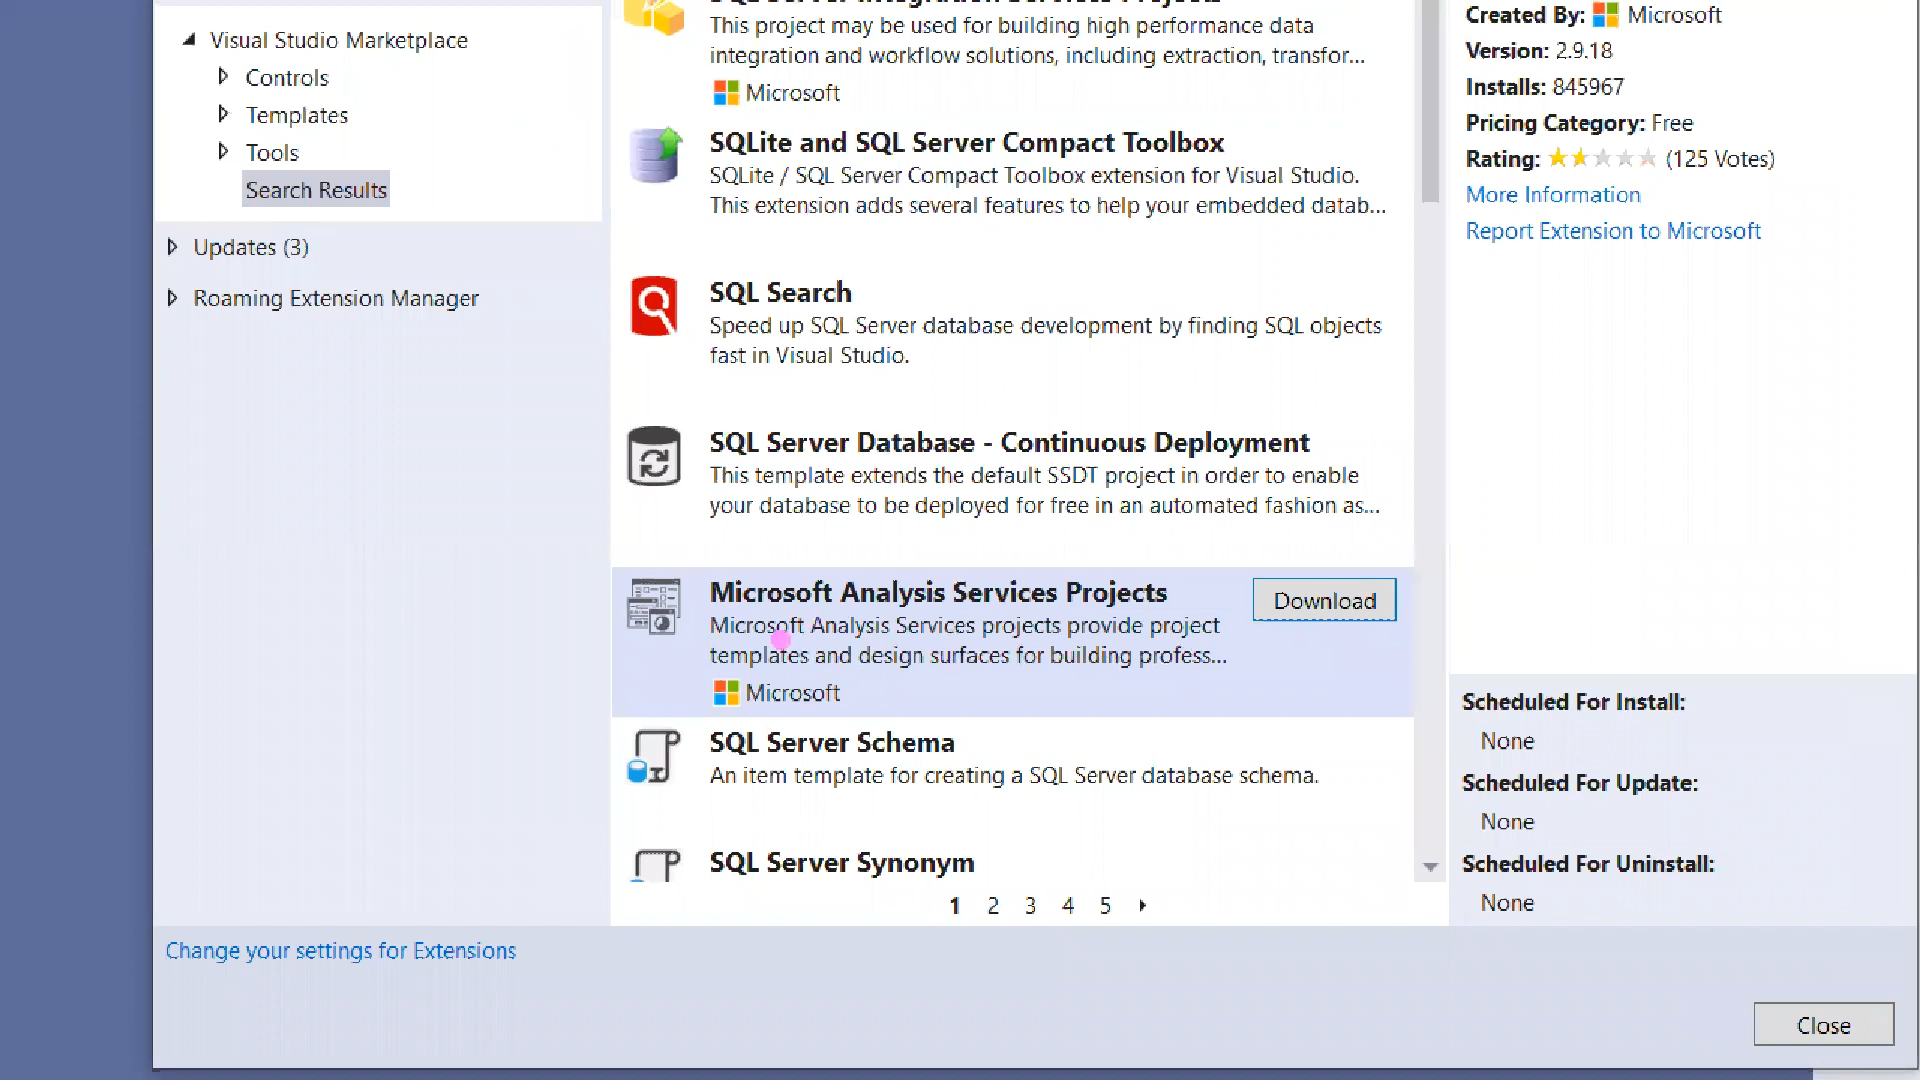 Visual Studio Marketplace
Controls
Templates
Tools
Search Results
Updates (3)
Roaming Extension Manager
SQL Server Integration Services Projects
This project may be used for building high performance data
integration and workflow solutions, including extraction, transfor...
Microsoft
SQLite and SQL Server Compact Toolbox
SQLite / SQL Server Compact Toolbox extension for Visual Studio.
This extension adds several features to help your embedded datab...
SQL Search
Speed up SQL Server database development by finding SQL objects
fast in Visual Studio.
SQL Server Database - Continuous Deployment
This template extends the default SSDT project in order to enable
your database to be deployed for free in an automated fashion as...
Microsoft Analysis Services Projects
Download
Microsoft Analysis Services projects provide project
templates and design surfaces for building profess...
Microsoft
SQL Server Schema
An item template for creating a SQL Server database schema.
SQL Server Synonym
1 2 3 4 5
Created By: Microsoft
Version: 2.9.18
Installs: 845967
Pricing Category: Free
Rating: (125 Votes)
More Information
Report Extension to Microsoft
Scheduled For Install:
None
Scheduled For Update:
None
Scheduled For Uninstall:
None
Change your settings for Extensions
Close